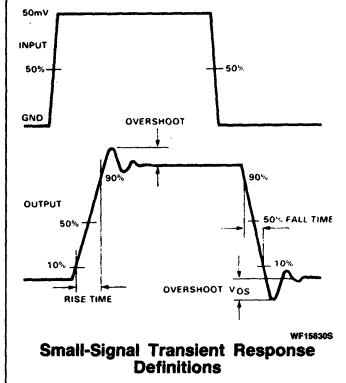 50mV
INPUT
50%
50%
GND
OVERSHOOT
90%
90%
OUTPUT
50%
50% FALL TIME
10%
10%
RISE TIME
OVERSHOOT VOS
WF15830S
Small-Signal Transient Response
Definitions